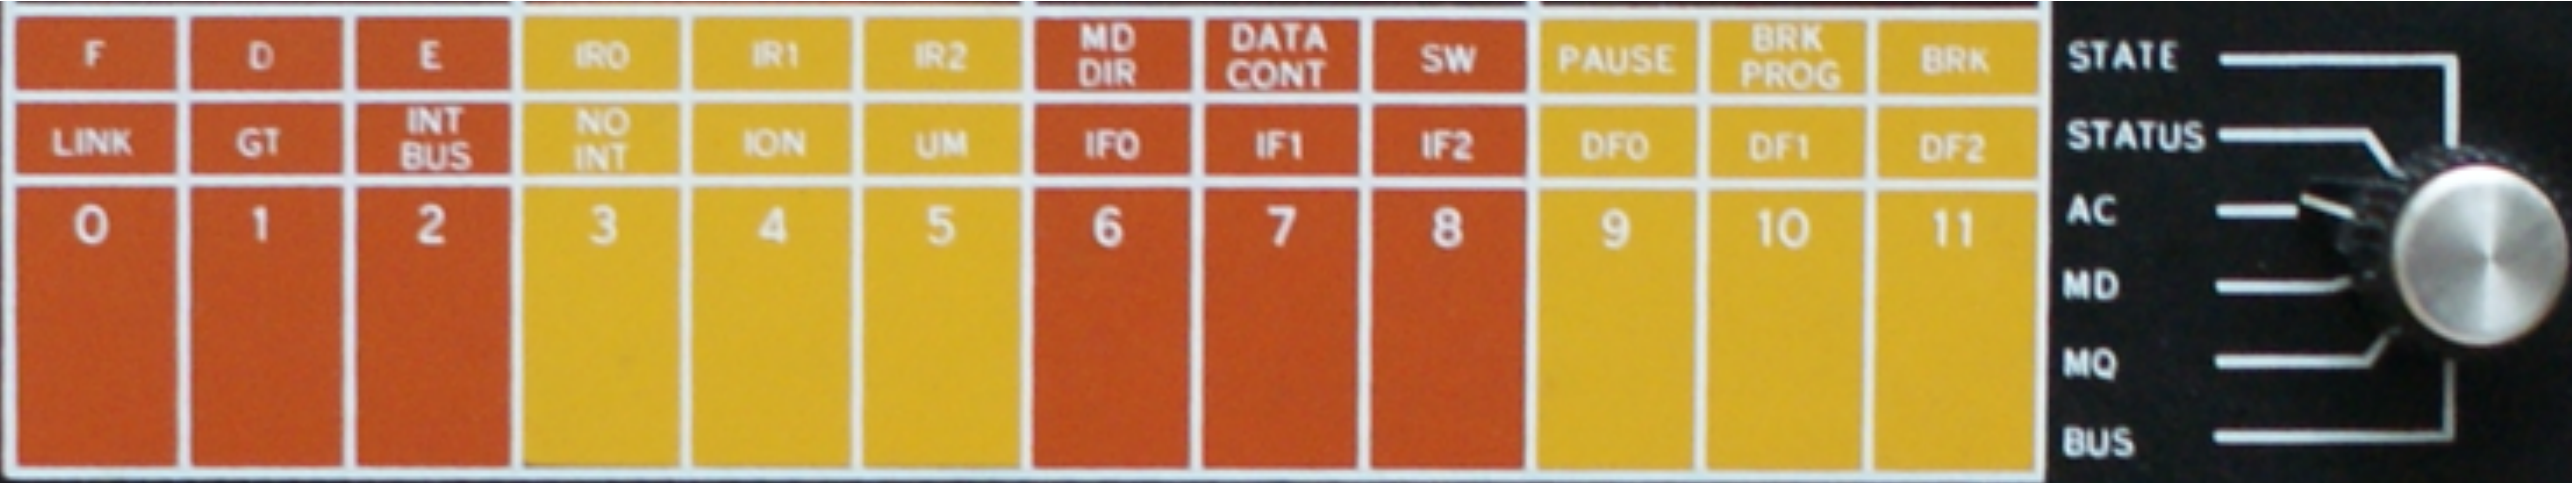 F D E IR0 IR1 IR2 MD DIR DATA CONT SW PAUSE BRK PROG BRK
LINK GT INT BUS NO INT ION UM IF0 IF1 IF2 DF0 DF1 DF2
0 1 2 3 4 5 6 7 8 9 10 11
STATE
STATUS
AC
MD
MQ
BUS